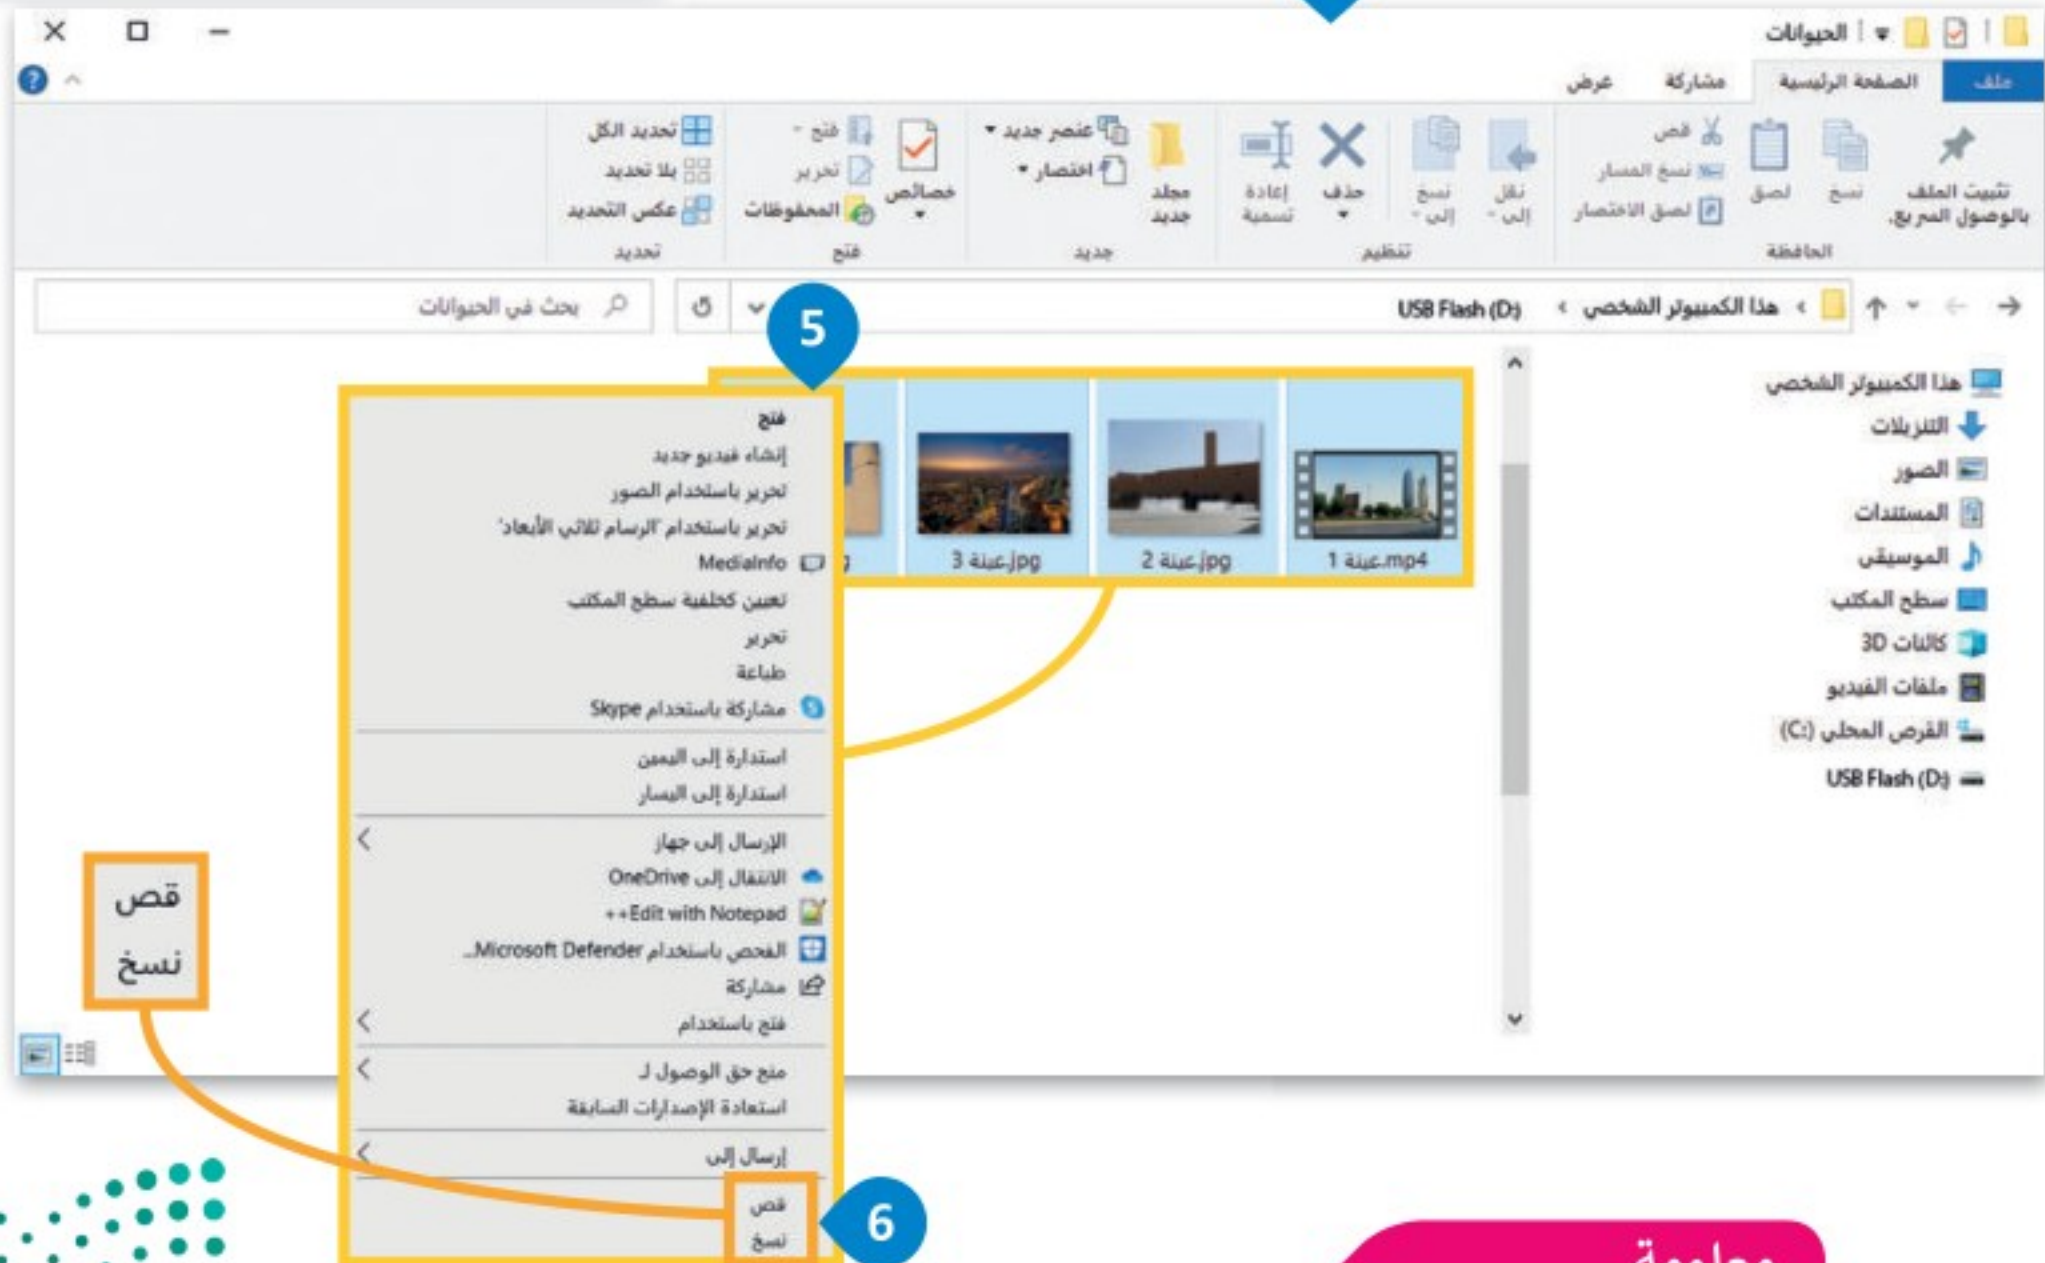 الحيوانات
ملف
الصفحة الرئيسية
مشاركة
عرض
تثبيت الملف
بالوصول السريع.
نسخ
لصق
قص
نسخ المسار
لصق الاختصار
الحافظة
نقل
إلى
نسخ
إلى
حذف
إعادة
تسمية
تنظيم
مجلد
جديد
عنصر جديد
اختصار
جديد
خصائص
فتح
تحرير
المحفوظات
فتح
تحديد الكل
بلا تحديد
عكس التحديد
تحديد
هذا الكمبيوتر الشخصي
USB Flash (D:)
بحث في الحيوانات
هذا الكمبيوتر الشخصي
التنزيلات
الصور
المستندات
الموسيقى
سطح المكتب
كائنات 3D
ملفات الفيديو
القرص المحلي (C:)
USB Flash (D:)
عينة 1.mp4
عينة 2.jpg
عينة 3.jpg
5
فتح
إنشاء فيديو جديد
تحرير باستخدام الصور
تحرير باستخدام "الرسام ثلاثي الأبعاد"
MediaInfo
تعيين كخلفية سطح المكتب
تحرير
طباعة
مشاركة باستخدام Skype
استدارة إلى اليمين
استدارة إلى اليسار
الإرسال إلى جهاز
الانتقال إلى OneDrive
Edit with Notepad++
الفحص باستخدام Microsoft Defender...
مشاركة
فتح باستخدام
منح حق الوصول لـ
استعادة الإصدارات السابقة
إرسال إلى
قص
نسخ
6
قص
نسخ
معلومة